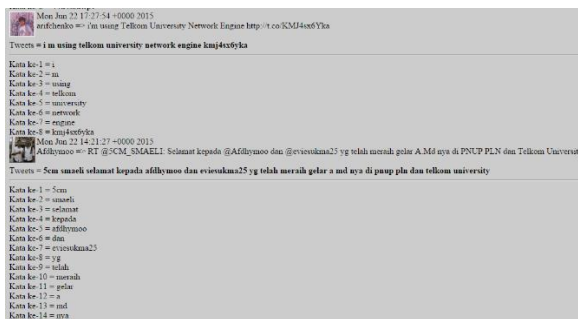 Mon Jun 22 17:27:54 +0000 2015
arifchenko => i'm using Telkom University Network Engine http://t.co/KMJ4sx6Yka
Tweets = i m using telkom university network engine kmj4sx6yka
Kata ke-1 = i
Kata ke-2 = m
Kata ke-3 = using
Kata ke-4 = telkom
Kata ke-5 = university
Kata ke-6 = network
Kata ke-7 = engine
Kata ke-8 = kmj4sx6yka
Mon Jun 22 14:21:27 +0000 2015
Afdhymoo => RT @5CM_SMAELI: Selamat kepada @Afdhymoo dan @eviesukma25 yg telah meraih gelar A.Md nya di PNUP PLN dan Telkom Universit
Tweets = 5cm smaeli selamat kepada afdhymoo dan eviesukma25 yg telah meraih gelar a md nya di pnup pln dan telkom university
Kata ke-1 = 5cm
Kata ke-2 = smaeli
Kata ke-3 = selamat
Kata ke-4 = kepada
Kata ke-5 = afdhymoo
Kata ke-6 = dan
Kata ke-7 = eviesukma25
Kata ke-8 = yg
Kata ke-9 = telah
Kata ke-10 = meraih
Kata ke-11 = gelar
Kata ke-12 = a
Kata ke-13 = md
Kata ke-14 = nya